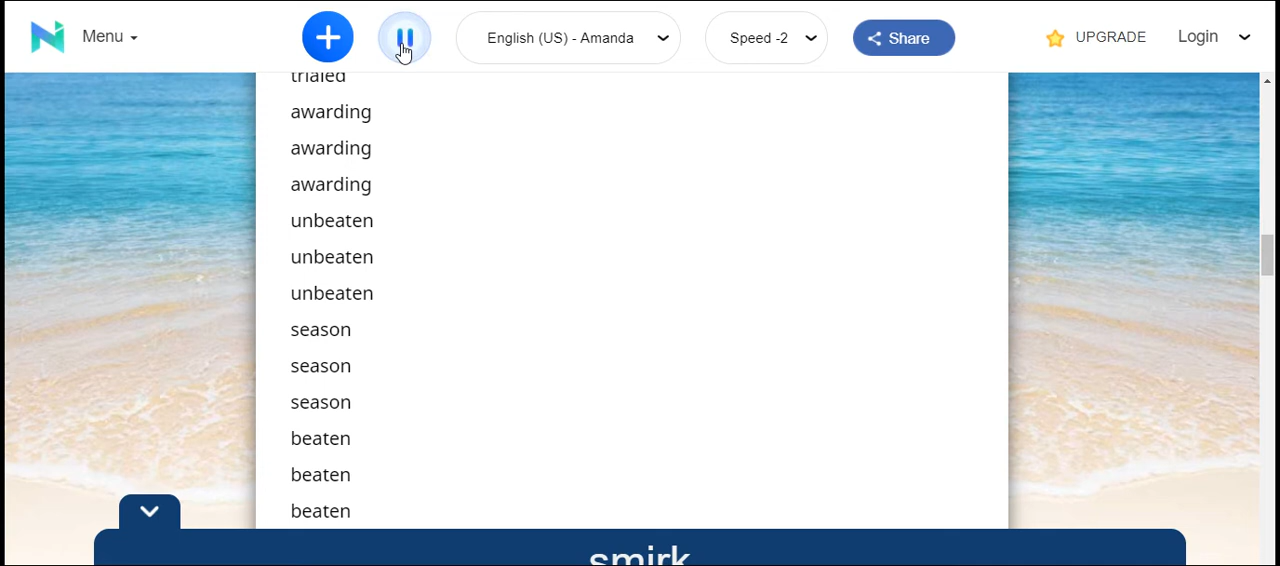 Menu
English (US) - Amanda
Speed -2
Share
UPGRADE
Login
trialed
awarding
awarding
awarding
unbeaten
unbeaten
unbeaten
season
season
season
beaten
beaten
beaten
smirk